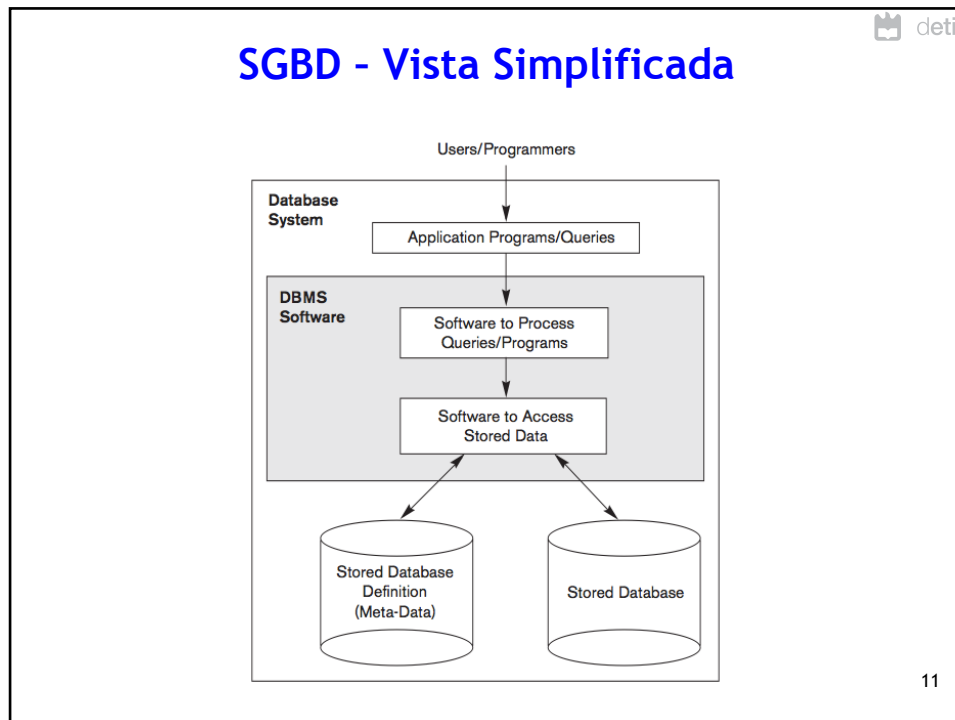 deti
SGBD – Vista Simplificada
Users/Programmers
Database
System
Application Programs/Queries
DBMS
Software
Software to Process
Queries/Programs
Software to Access
Stored Data
Stored Database
Definition
(Meta-Data)
Stored Database
11